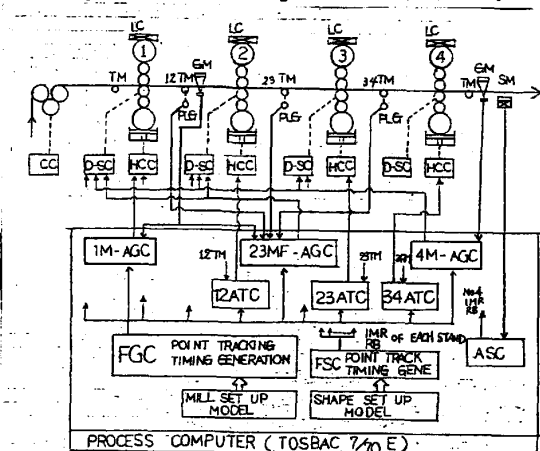 LC LC LC LC
1 2 3 4
TM 12TM GM 23TM 34TM TM GM SM
PLG PLG PLG
CC D-SC HCC D-SC HCC D-SC HCC D-SC HCC
1M-AGC 23MF-AGC 4M-AGC
12TM 23TM
12ATC 23ATC 34ATC
No4
IMR
RB
IMR
RB OF EACH STAND
ASC
FGC POINT TRACKING
TIMING GENERATION
FSC POINT TRACK
TIMING GENE
MILL SET UP
MODEL
SHAPE SET UP
MODEL
PROCESS COMPUTER (TOSBAC 7/70 E)